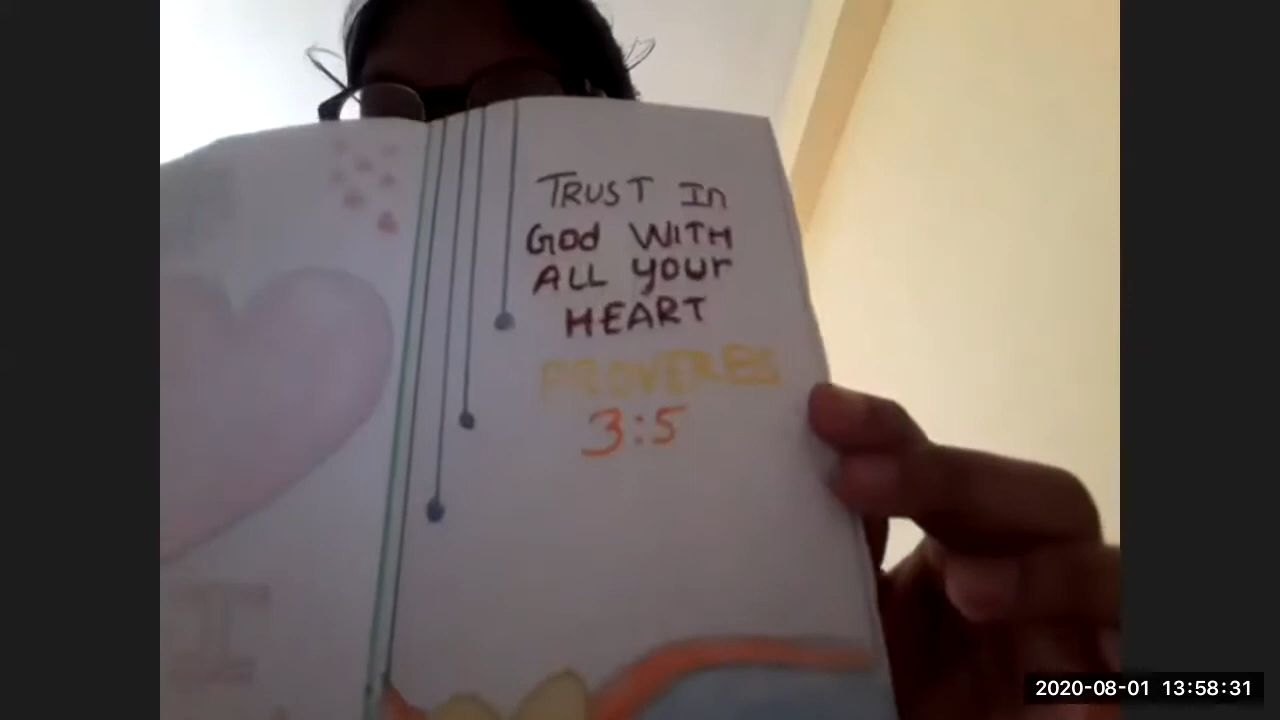 TRUST In
God WITH
ALL your
HEART
PROVERBS
3:5
I
2020-08-01 13:58:31